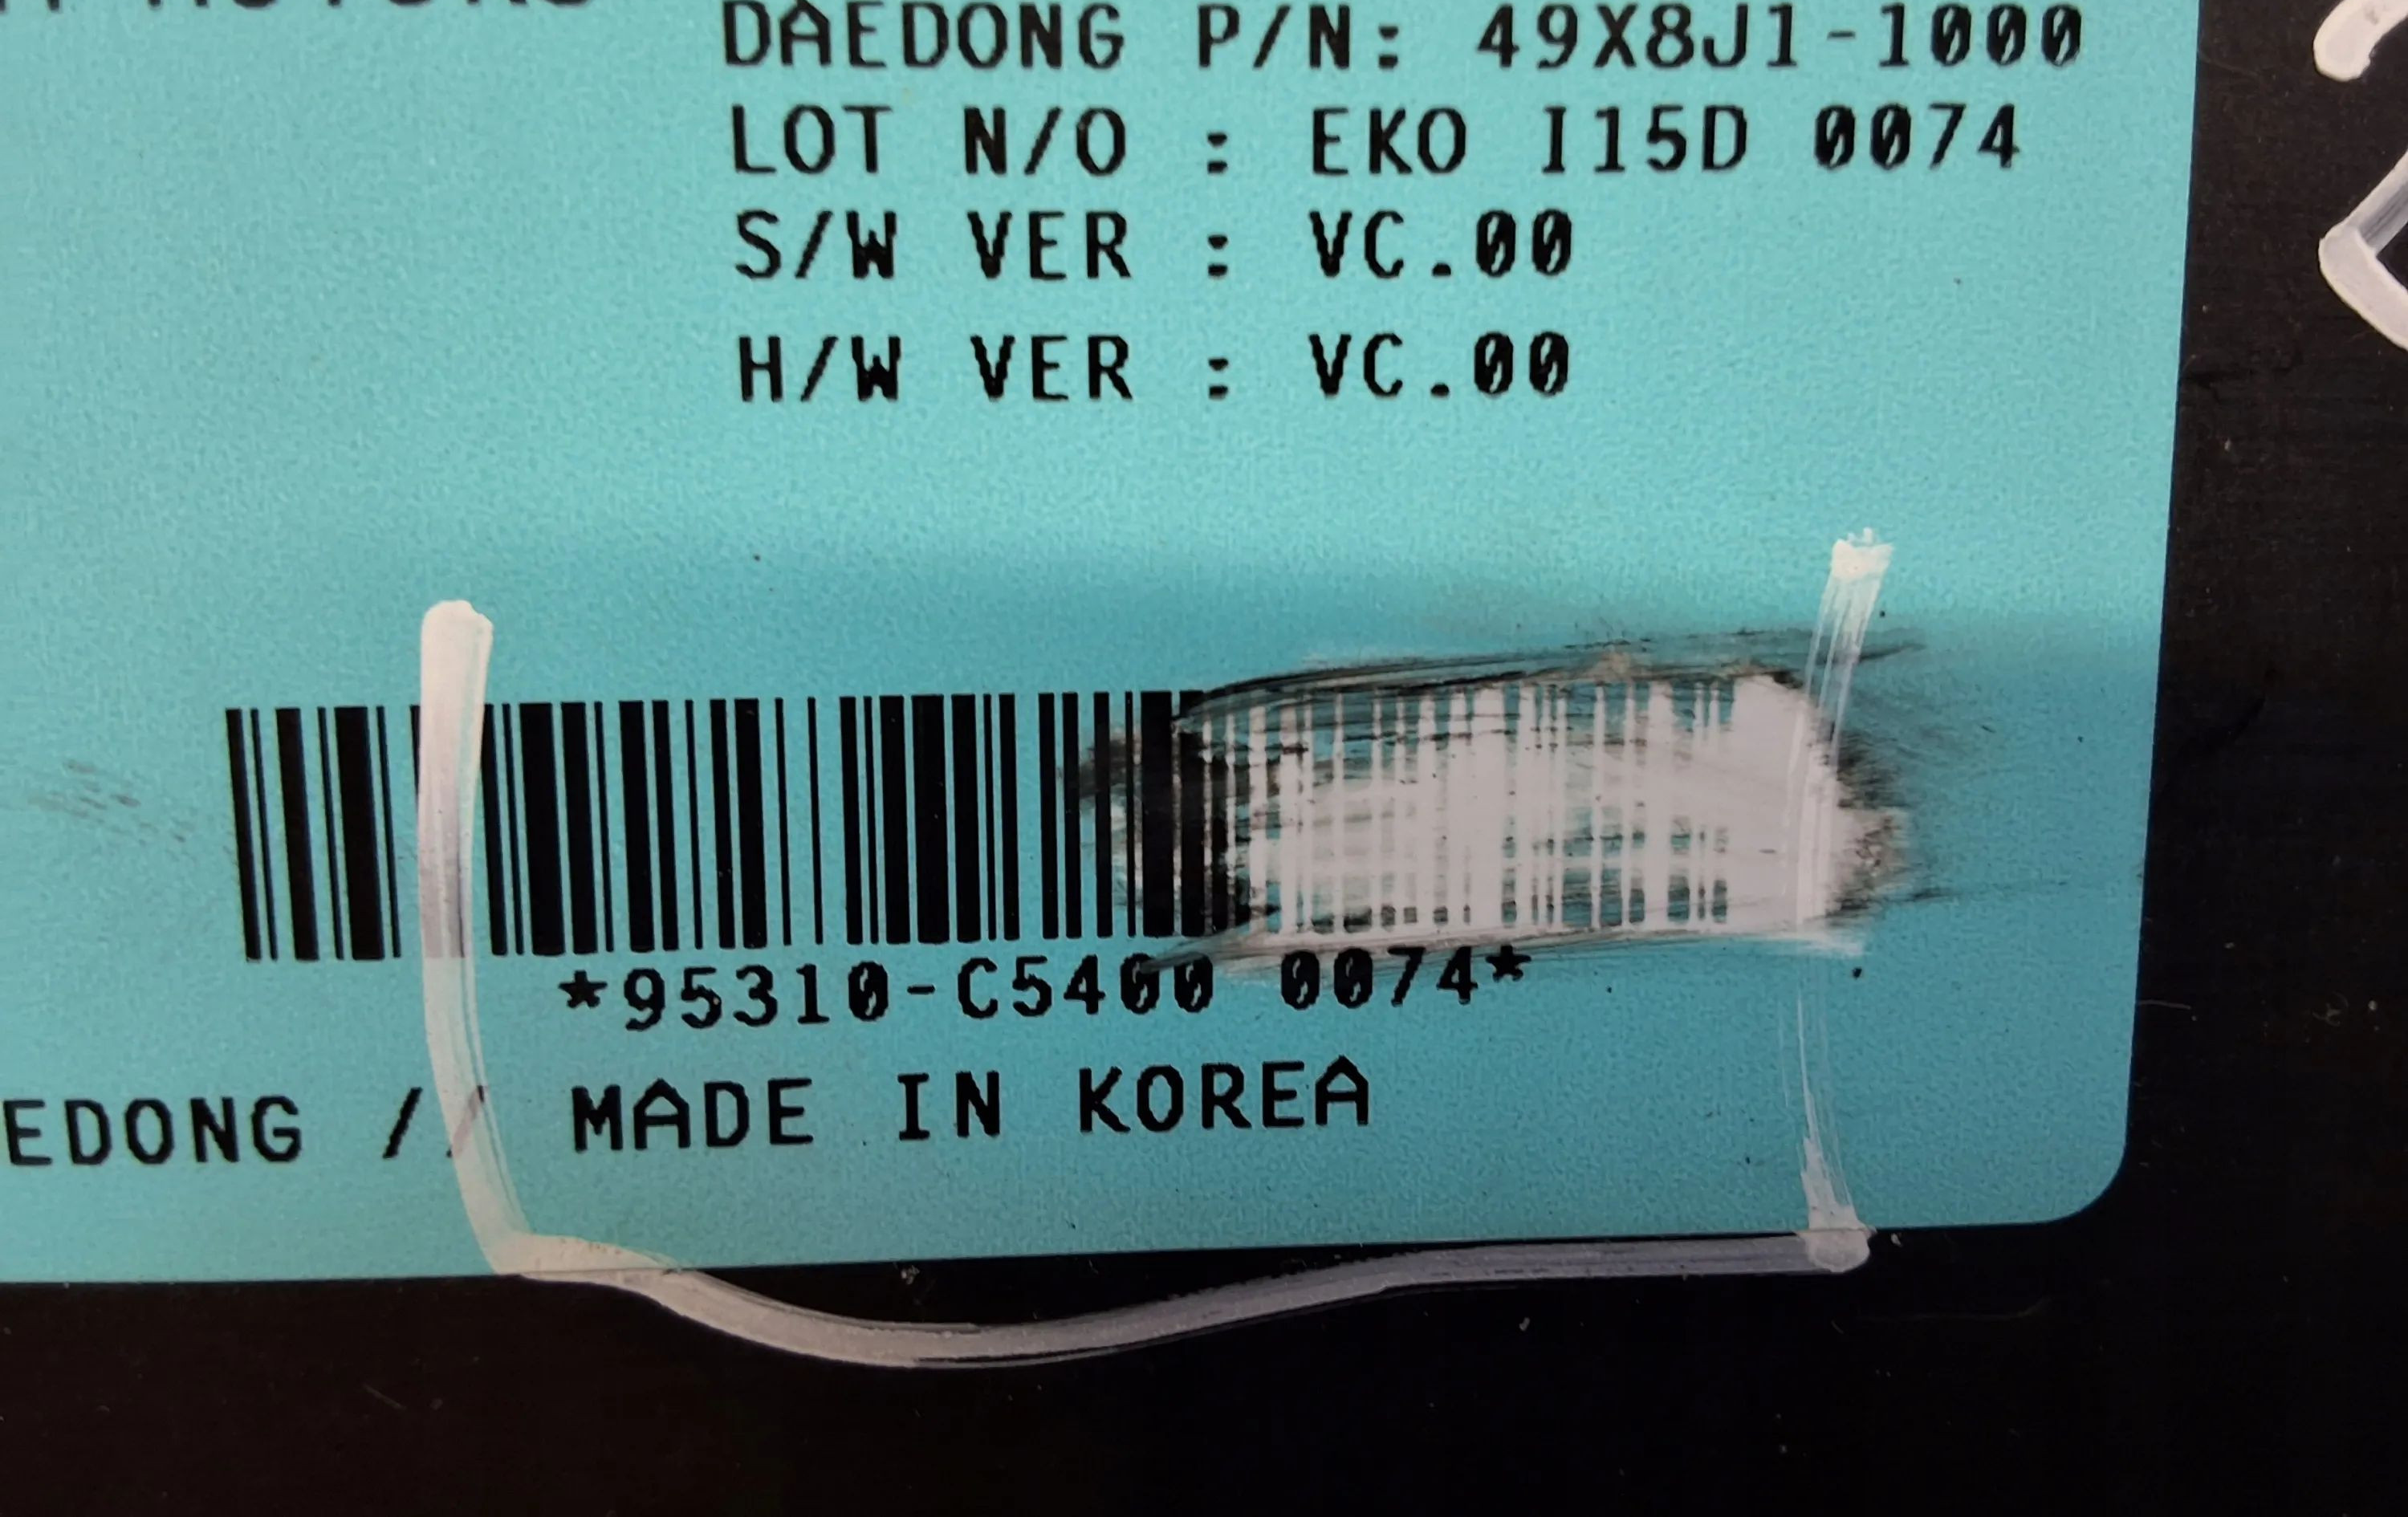 DAEDONG P/N: 49X8J1-1000
LOT N/O : EKO I15D 0074
S/W VER : VC.00
H/W VER : VC.00
*95310-C5400 0074*
EDONG // MADE IN KOREA